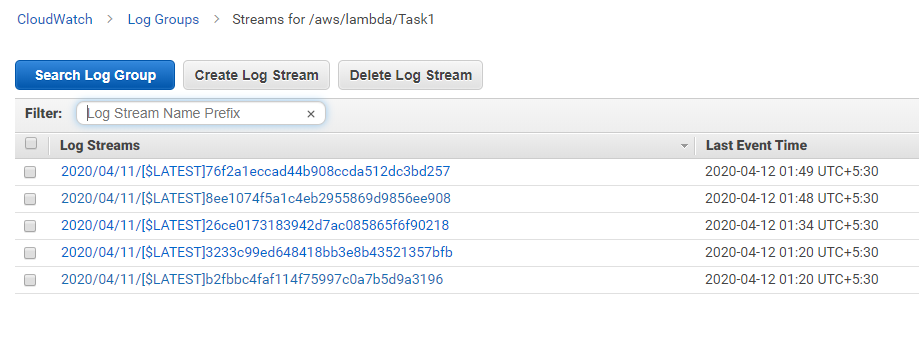 CloudWatch > Log Groups > Streams for /aws/lambda/Task1
Search Log Group Create Log Stream Delete Log Stream
Filter: Log Stream Name Prefix ×
Log Streams Last Event Time
2020/04/11/[$LATEST]76f2a1eccad44b908ccda512dc3bd257 2020-04-12 01:49 UTC+5:30
2020/04/11/[$LATEST]8ee1074f5a1c4eb2955869d9856ee908 2020-04-12 01:48 UTC+5:30
2020/04/11/[$LATEST]26ce0173183942d7ac085865f6f90218 2020-04-12 01:34 UTC+5:30
2020/04/11/[$LATEST]3233c99ed648418bb3e8b43521357bfb 2020-04-12 01:20 UTC+5:30
2020/04/11/[$LATEST]b2fbbc4faf114f75997c0a7b5d9a3196 2020-04-12 01:20 UTC+5:30